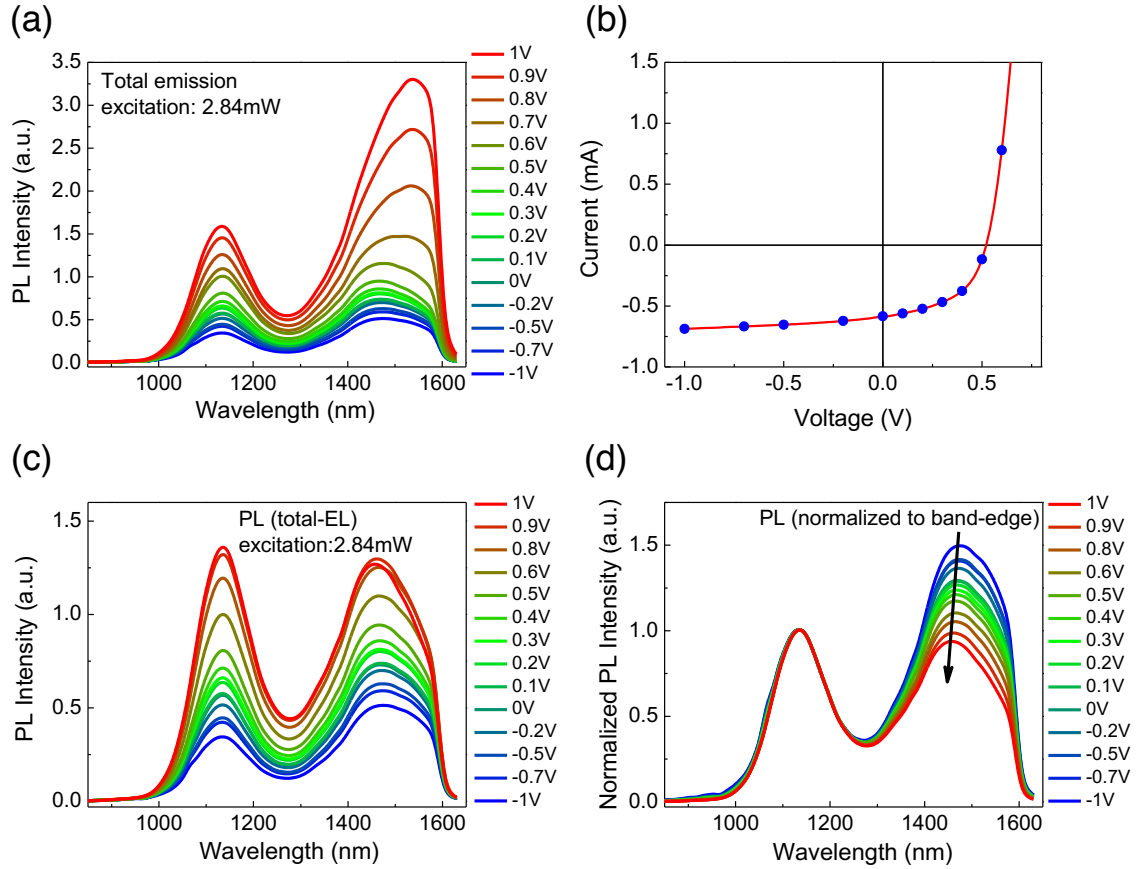 (a)
Total emission
excitation: 2.84mW
PL Intensity (a.u.)
3.5
3.0
2.5
2.0
1.5
1.0
0.5
0.0
1000
1200
1400
1600
Wavelength (nm)
1V
0.9V
0.8V
0.7V
0.6V
0.5V
0.4V
0.3V
0.2V
0.1V
0V
-0.2V
-0.5V
-0.7V
-1V
(b)
Current (mA)
1.5
1.0
0.5
0.0
-0.5
-1.0
-1.0
-0.5
0.0
0.5
Voltage (V)
(c)
PL (total-EL)
excitation:2.84mW
PL Intensity (a.u.)
1.5
1.0
0.5
0.0
1000
1200
1400
1600
Wavelength (nm)
1V
0.9V
0.8V
0.6V
0.5V
0.4V
0.3V
0.2V
0.1V
0V
-0.2V
-0.5V
-0.7V
-1V
(d)
PL (normalized to band-edge)
Normalized PL Intensity (a.u.)
1.5
1.0
0.5
0.0
1000
1200
1400
1600
Wavelength (nm)
1V
0.9V
0.8V
0.6V
0.5V
0.4V
0.3V
0.2V
0.1V
0V
-0.2V
-0.5V
-0.7V
-1V